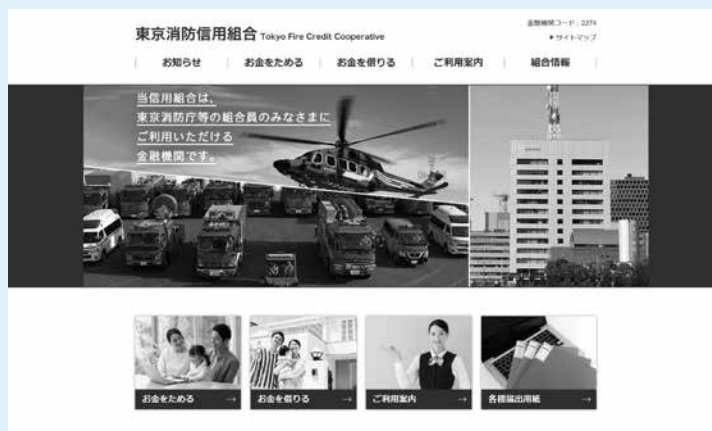 東京消防信用組合 Tokyo Fire Credit Cooperative
金融機関コード：2274
▶サイトマップ
お知らせ
お金をためる
お金を借りる
ご利用案内
組合情報
当信用組合は、
東京消防庁等の組合員のみなさまに
ご利用いただける
金融機関です。
お金をためる →
お金を借りる →
ご利用案内 →
各種届出用紙 →